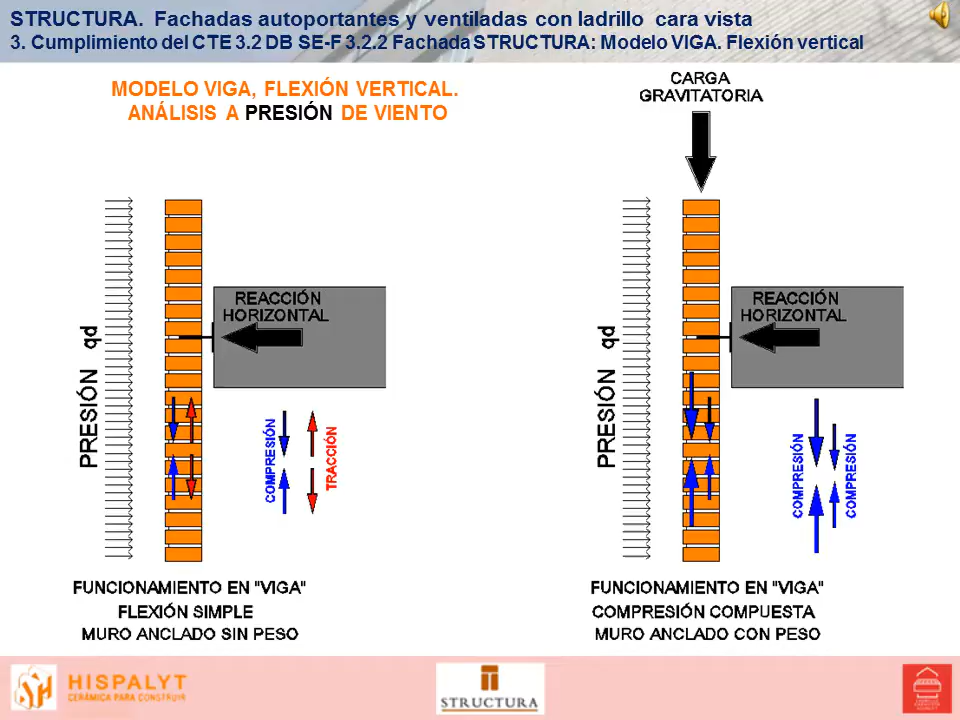 STRUCTURA. Fachadas autoportantes y ventiladas con ladrillo cara vista
3. Cumplimiento del CTE 3.2 DB SE-F 3.2.2 Fachada STRUCTURA: Modelo VIGA. Flexión vertical
MODELO VIGA, FLEXIÓN VERTICAL.
ANÁLISIS A PRESIÓN DE VIENTO
CARGA
GRAVITATORIA
PRESIÓN qd
REACCIÓN
HORIZONTAL
COMPRESIÓN
TRACCIÓN
FUNCIONAMIENTO EN "VIGA"
FLEXIÓN SIMPLE
MURO ANCLADO SIN PESO
PRESIÓN qd
REACCIÓN
HORIZONTAL
COMPRESIÓN
COMPRESIÓN
FUNCIONAMIENTO EN "VIGA"
COMPRESIÓN COMPUESTA
MURO ANCLADO CON PESO
HISPALYT
CERÁMICA PARA CONSTRUIR
STRUCTURA